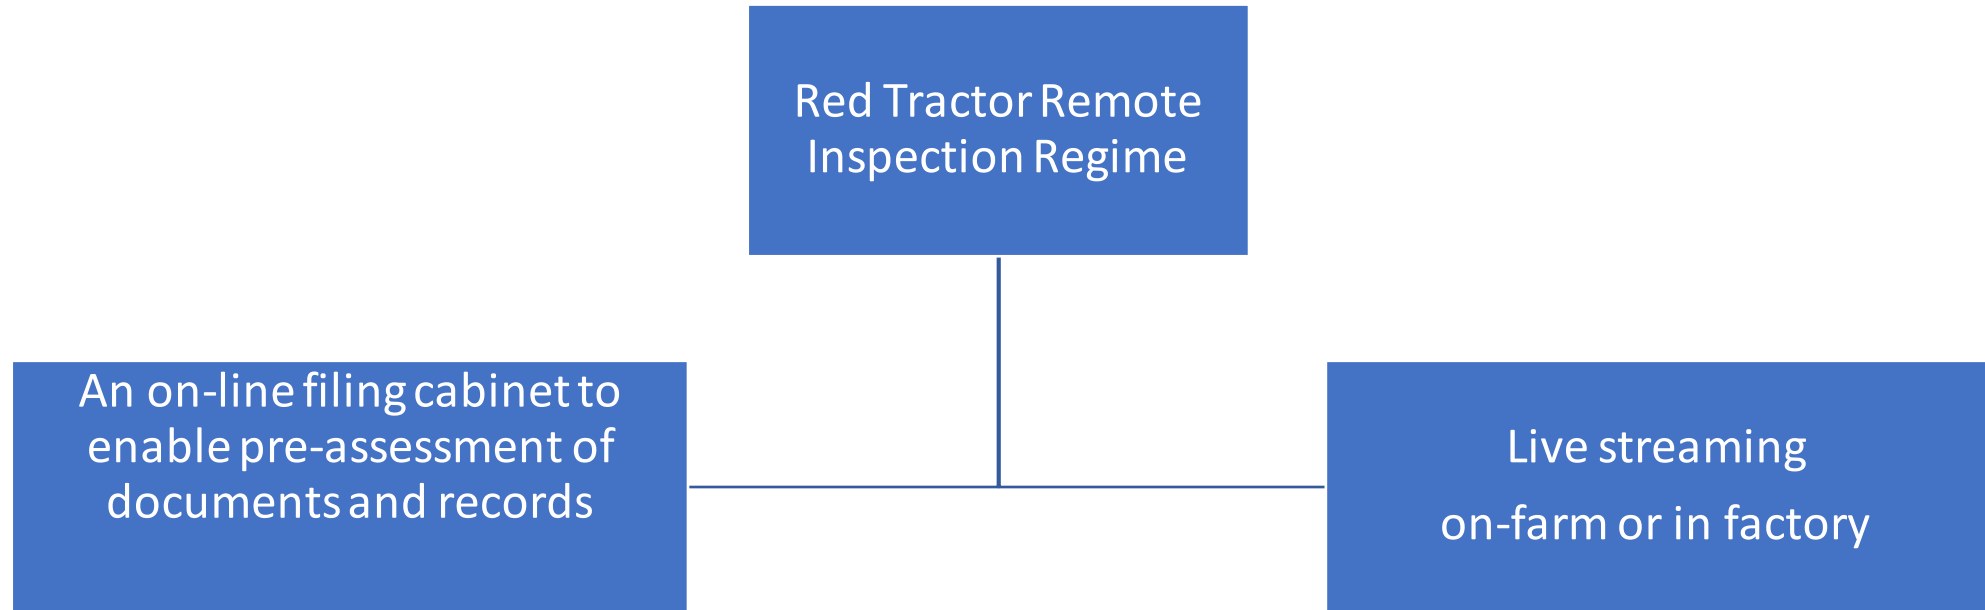 Red Tractor Remote
Inspection Regime
An on-line filing cabinet to
enable pre-assessment of
documents and records
Live streaming
on-farm or in factory